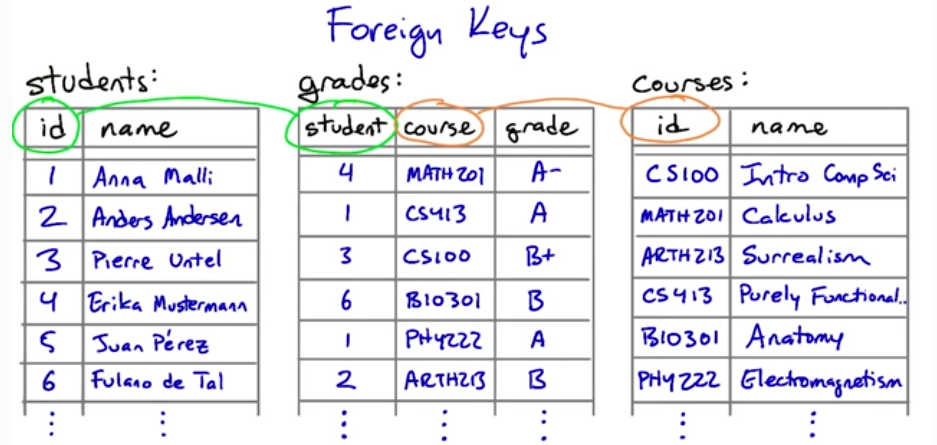 Foreign Keys
students: grades: courses:
id name student course grade id name
1 Anna Malli 4 MATH201 A- CS100 Intro Comp Sci
2 Anders Andersen 1 CS413 A MATH201 Calculus
3 Pierre Untel 3 CS100 B+ ARTH213 Surrealism
4 Erika Mustermann 6 BIO301 B CS413 Purely Functional..
5 Juan Pérez 1 PHY222 A BIO301 Anatomy
6 Fulano de Tal 2 ARTH213 B PHY222 Electromagnetism